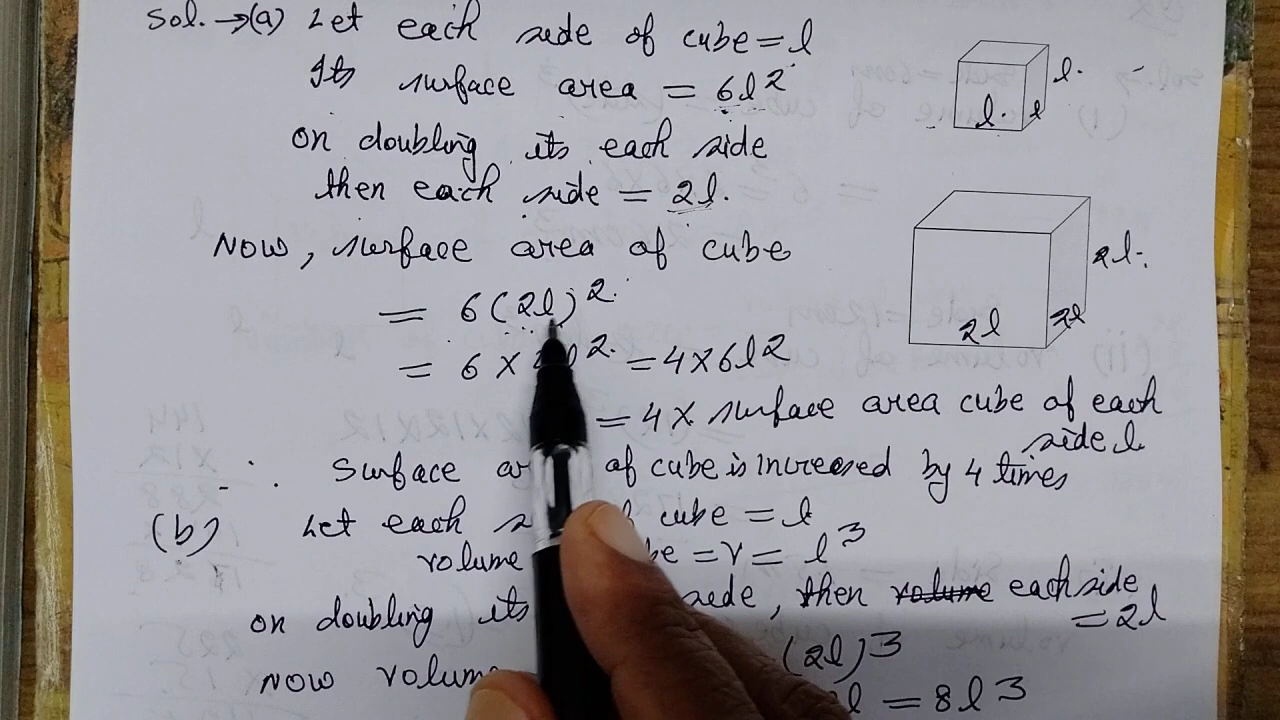 Sol. → (a) Let each side of cube = l
Its surface area = 6l²
on doubling its each side
then each side = 2l.
Now, surface area of cube
= 6(2l)²
= 6 × l² = 4×6l²
= 4× surface area cube of each
side l
∴ Surface of cube is increased by 4 times
(b) Let each cube = l
volume = V = l³
on doubling its side, then each side
= 2l
Now volume (2l)³
l = 8l³
l.
l. l
2l.
2l 2l